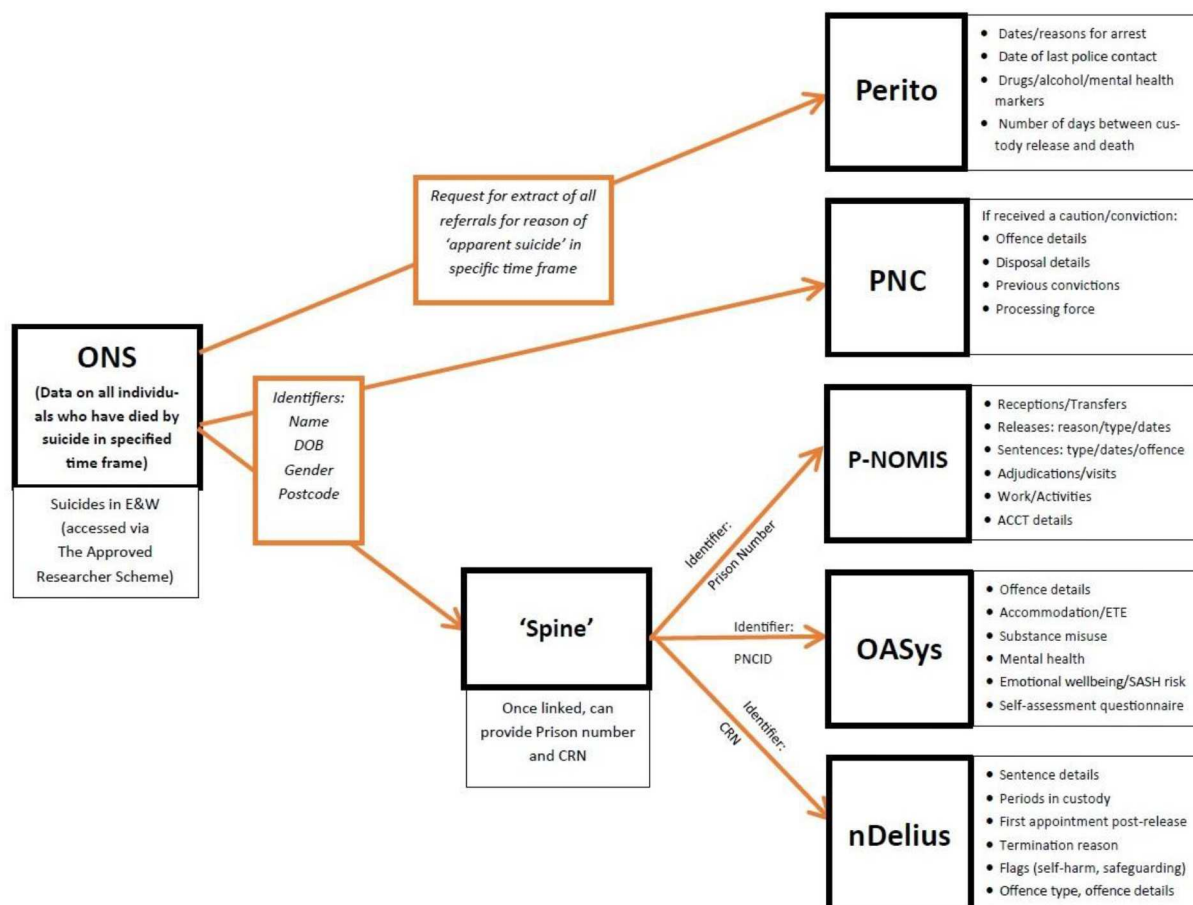 ONS
(Data on all individu-
als who have died by
suicide in specified
time frame)
Suicides in E&W
(accessed via
The Approved
Researcher Scheme)
Request for extract of all
referrals for reason of
‘apparent suicide’ in
specific time frame
Identifiers:
Name
DOB
Gender
Postcode
‘Spine’
Once linked, can
provide Prison number
and CRN
Identifier:
Prison Number
Identifier:
PNCID
Identifier:
CRN
Perito
• Dates/reasons for arrest
• Date of last police contact
• Drugs/alcohol/mental health
markers
• Number of days between cus-
tody release and death
PNC
If received a caution/conviction:
• Offence details
• Disposal details
• Previous convictions
• Processing force
P-NOMIS
• Receptions/Transfers
• Releases: reason/type/dates
• Sentences: type/dates/offence
• Adjudications/visits
• Work/Activities
• ACCT details
OASys
• Offence details
• Accommodation/ETE
• Substance misuse
• Mental health
• Emotional wellbeing/SASH risk
• Self-assessment questionnaire
nDelius
• Sentence details
• Periods in custody
• First appointment post-release
• Termination reason
• Flags (self-harm, safeguarding)
• Offence type, offence details